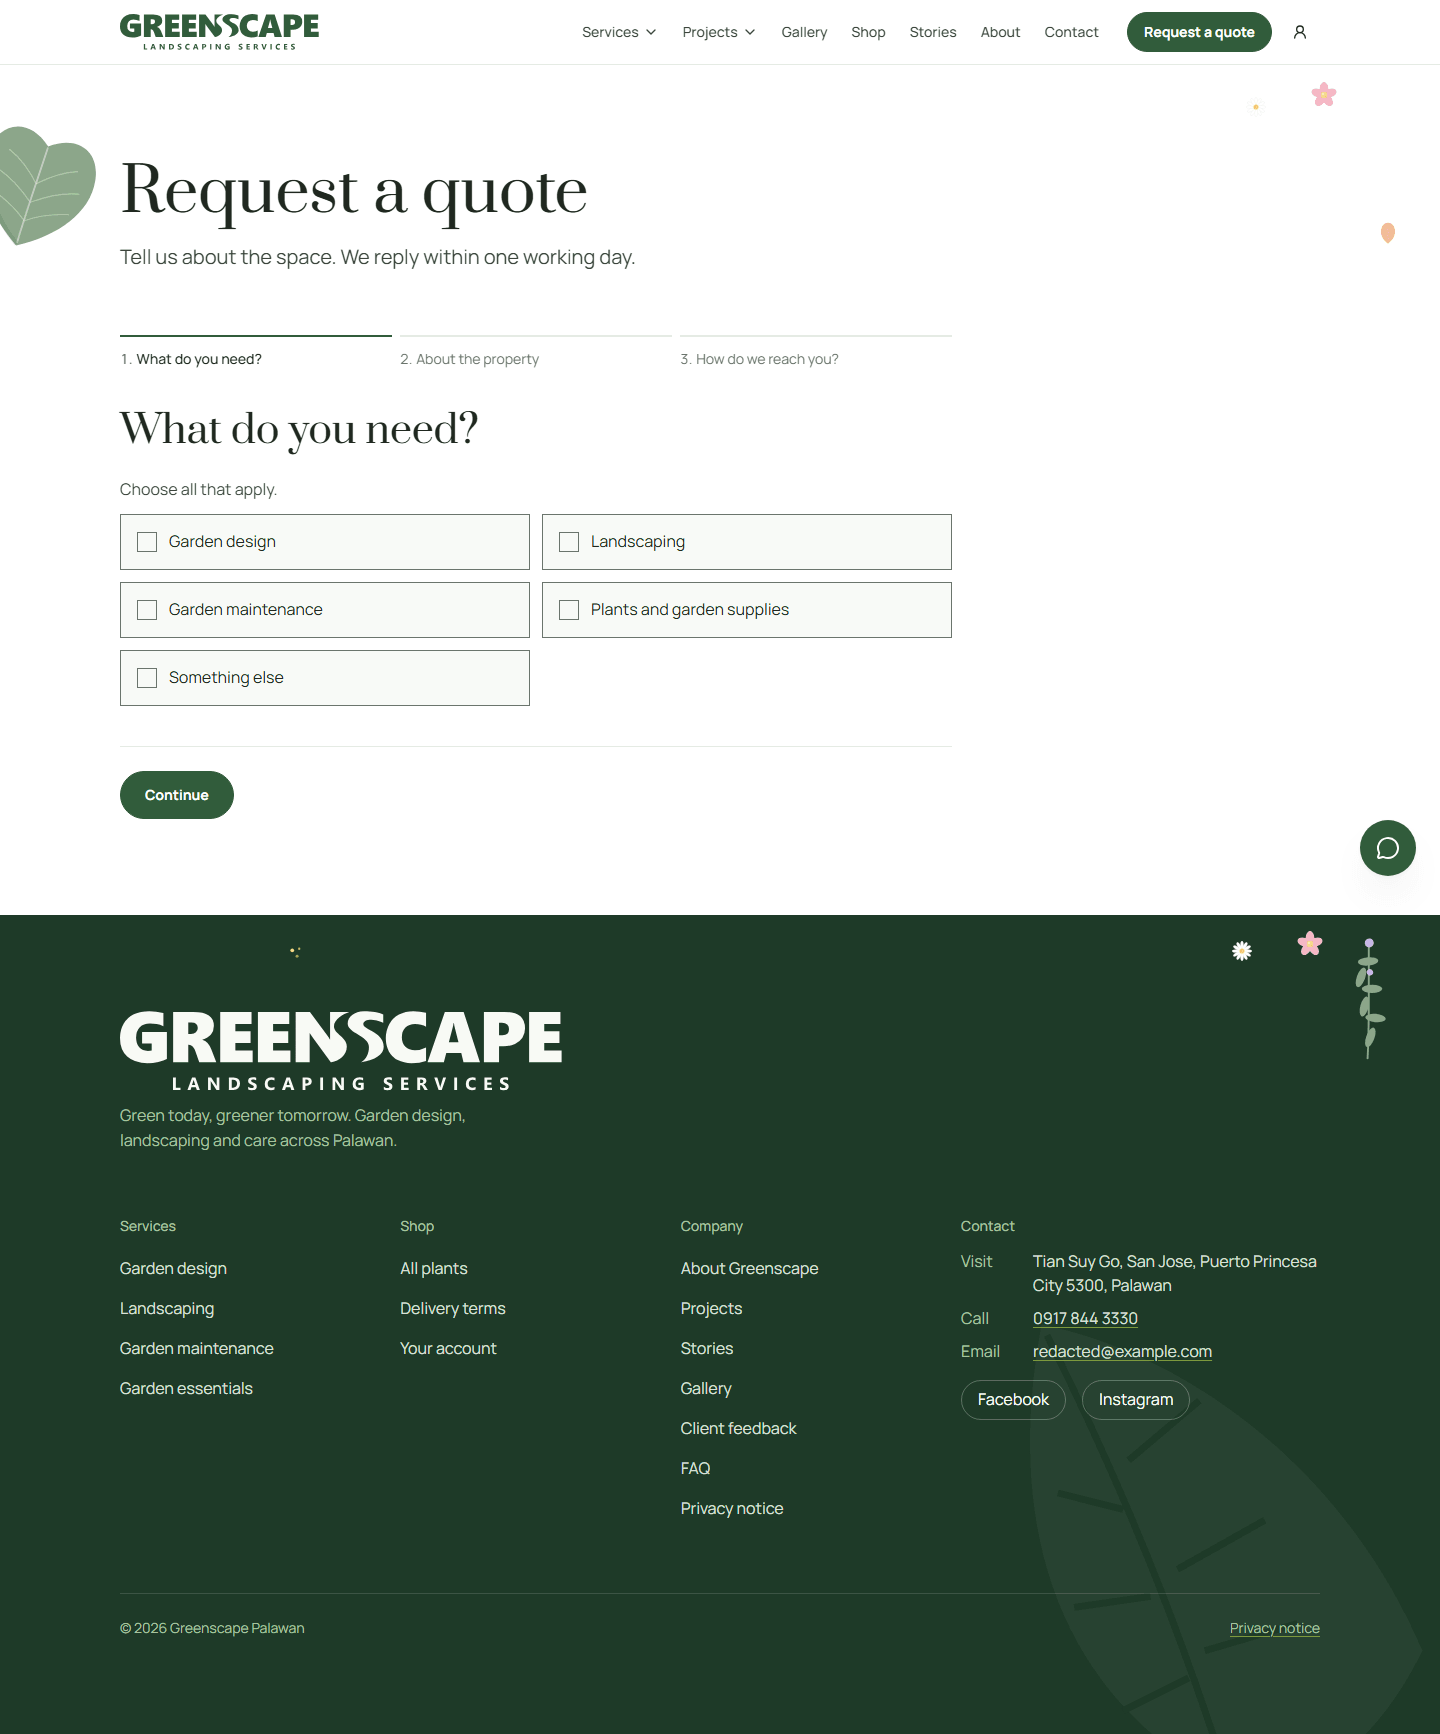 GREENSCAPE
LANDSCAPING SERVICES
Services
Projects
Gallery
Shop
Stories
About
Contact
Request a quote
Request a quote
Tell us about the space. We reply within one working day.
1. What do you need?
2. About the property
3. How do we reach you?
What do you need?
Choose all that apply.
Garden design
Landscaping
Garden maintenance
Plants and garden supplies
Something else
Continue
GREENSCAPE
LANDSCAPING SERVICES
Green today, greener tomorrow. Garden design,
landscaping and care across Palawan.
Services
Garden design
Landscaping
Garden maintenance
Garden essentials
Shop
All plants
Delivery terms
Your account
Company
About Greenscape
Projects
Stories
Gallery
Client feedback
FAQ
Privacy notice
Contact
Visit
Tian Suy Go, San Jose, Puerto Princesa
City 5300, Palawan
Call
0917 844 3330
Email
redacted@example.com
Facebook
Instagram
© 2026 Greenscape Palawan
Privacy notice